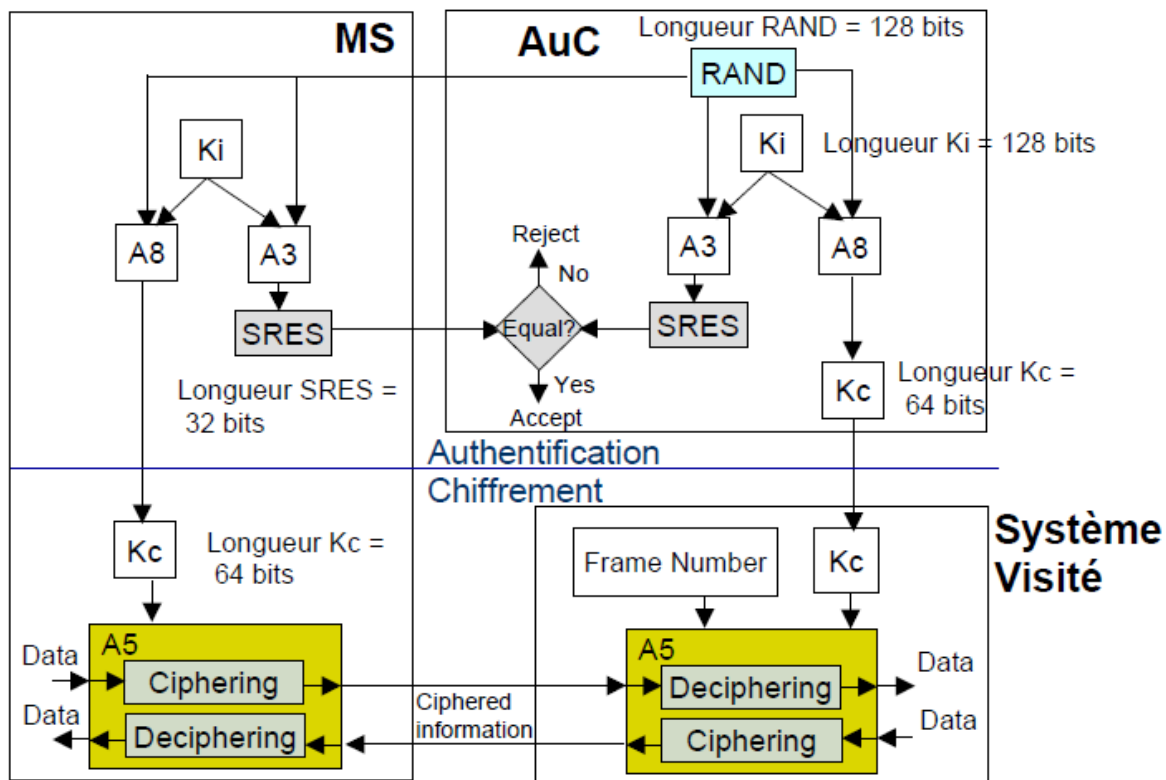 MS
AuC
Longueur RAND = 128 bits
RAND
Ki
Ki
Longueur Ki = 128 bits
A8
A3
Reject
No
A3
A8
SRES
Equal?
SRES
Longueur SRES =
32 bits
Yes
Accept
Kc
Longueur Kc =
64 bits
Authentification
Chiffrement
Kc
Longueur Kc =
64 bits
Frame Number
Kc
Système
Visité
Data
A5
Ciphering
A5
Deciphering
Data
Data
Deciphering
Ciphered
information
Ciphering
Data